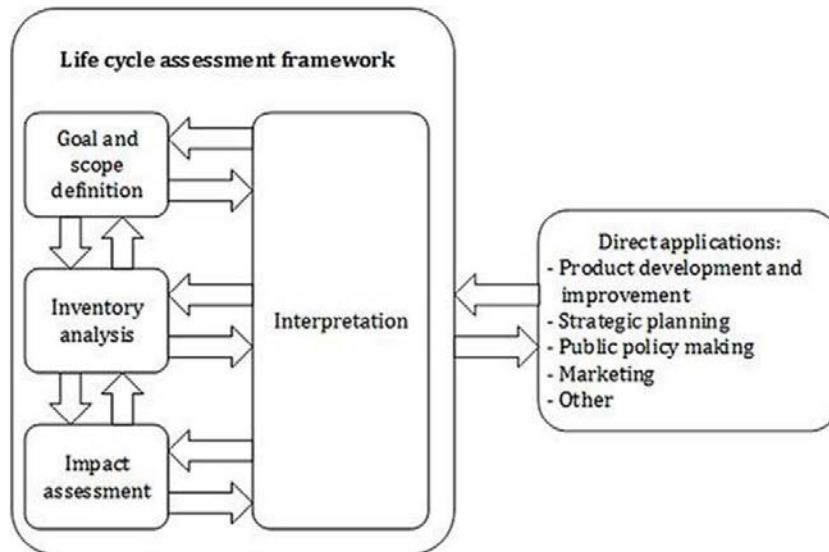 Life cycle assessment framework
Goal and
scope
definition
Inventory
analysis
Impact
assessment
Interpretation
Direct applications:
- Product development and
improvement
- Strategic planning
- Public policy making
- Marketing
- Other